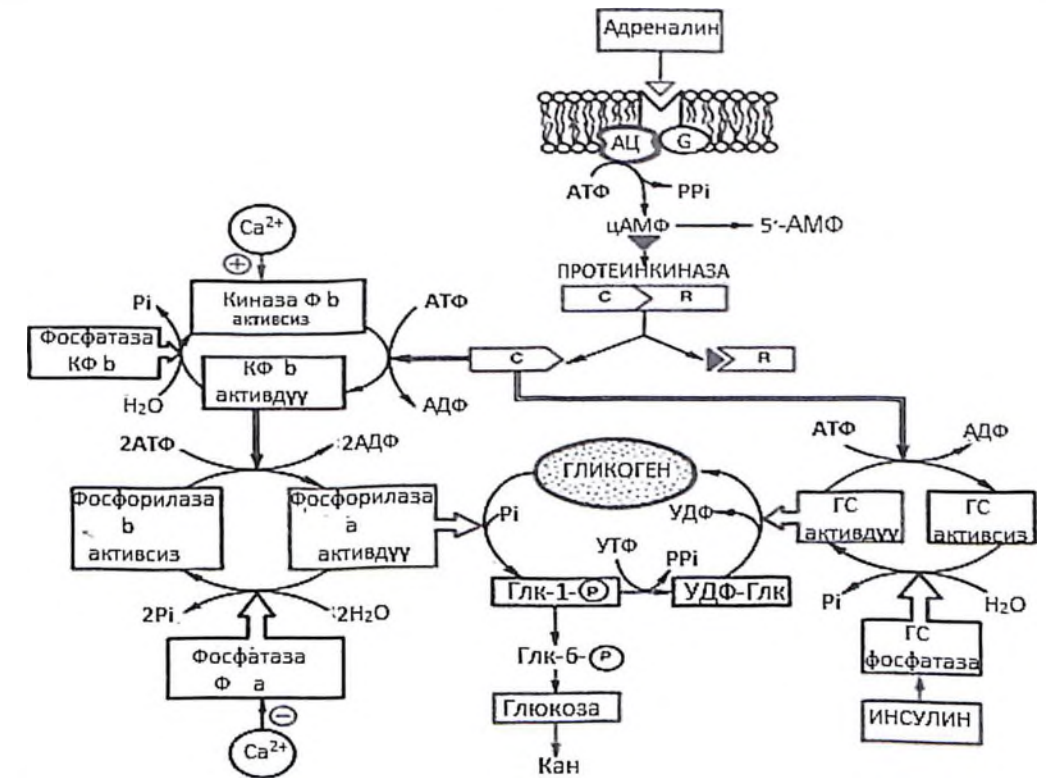 Адреналин
АЦ
G
АТФ
PPi
цАМФ
5'-АМФ
ПРОТЕИНКИНАЗА
C
R
Ca2+
+
Pi
Киназа Ф b
активсиз
АТФ
Фосфатаза
КФ b
КФ b
активдүү
H2O
АДФ
C
R
2АТФ
2АДФ
АТФ
АДФ
ГЛИКОГЕН
Фосфорилаза
b
активсиз
Фосфорилаза
a
активдүү
Pi
УДФ
ГС
активдүү
ГС
активсиз
УТФ
PPi
Глк-1-P
УДФ-Глк
2Pi
2H2O
Pi
H2O
Фосфатаза
Ф a
Глк-6-P
ГС
фосфатаза
−
Глюкоза
ИНСУЛИН
Ca2+
Кан